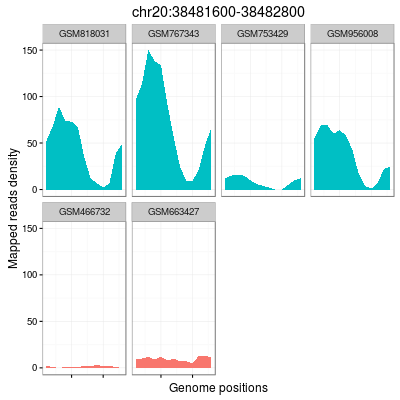 chr20:38481600-38482800
GSM818031 GSM767343 GSM753429 GSM956008
150
100
50
0
GSM466732 GSM663427
150
100
50
0
Mapped reads density
Genome positions